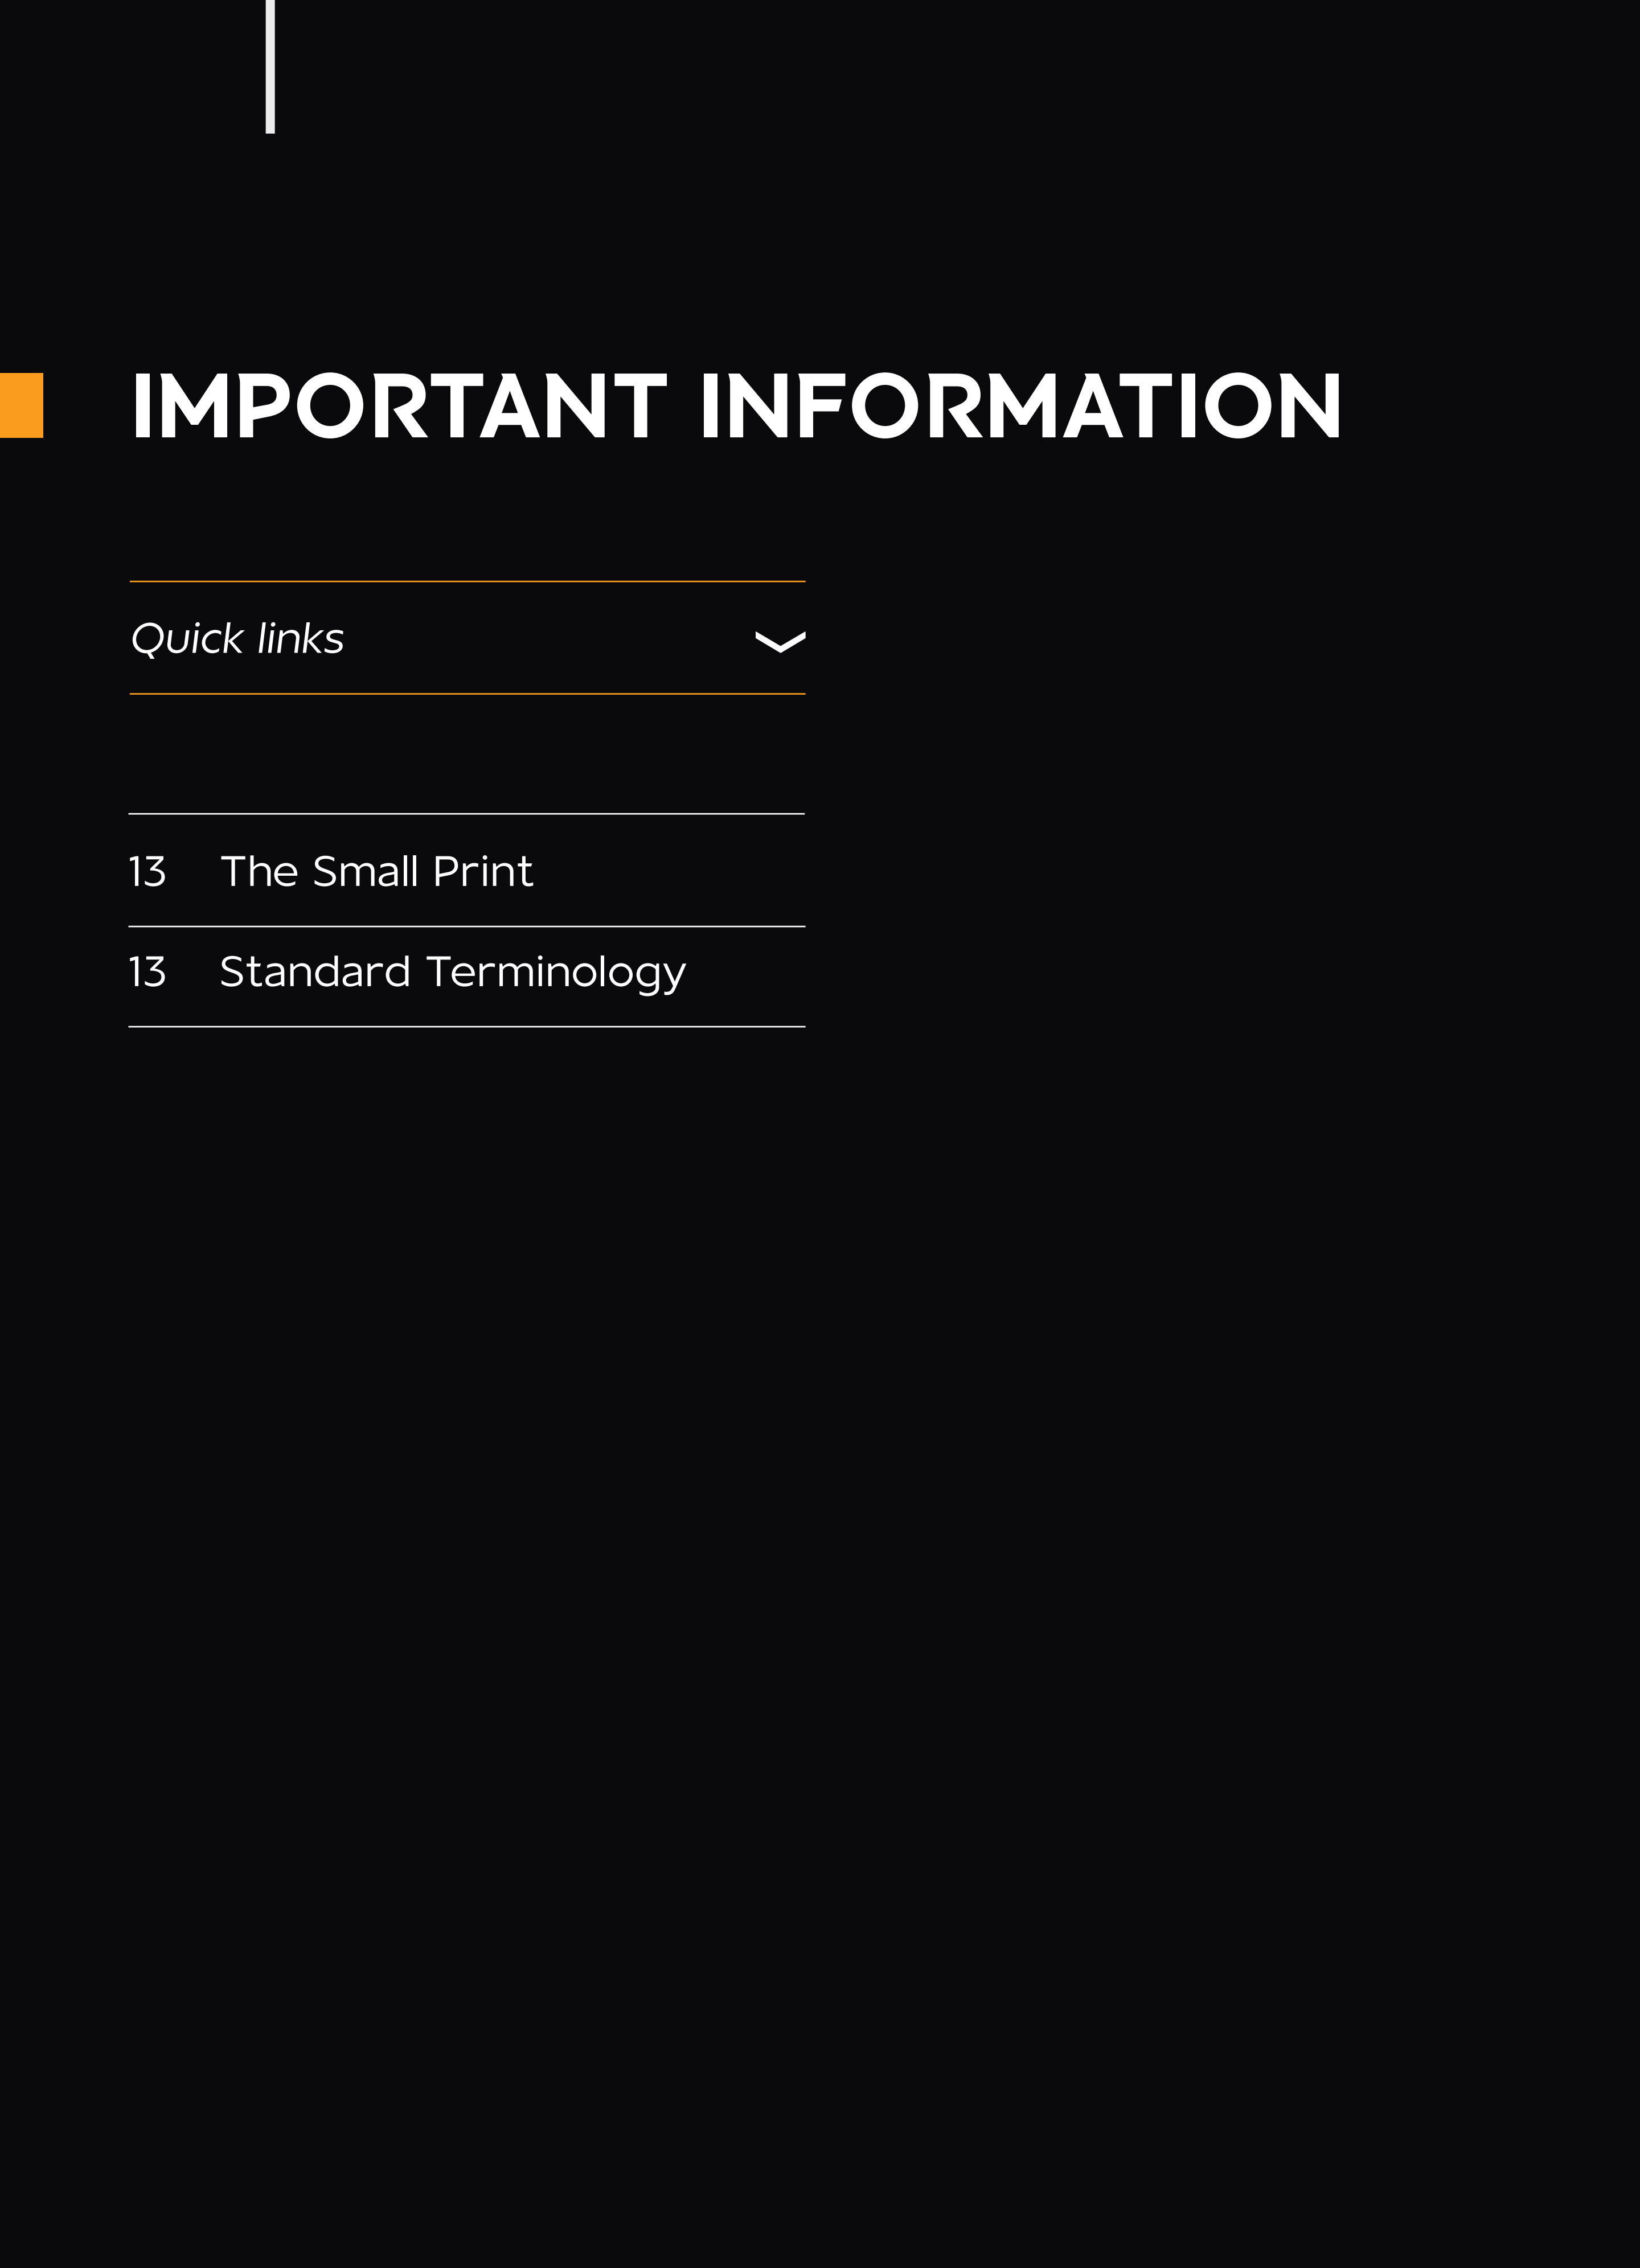 IMPORTANT INFORMATION
Quick links
13 The Small Print
13 Standard Terminology